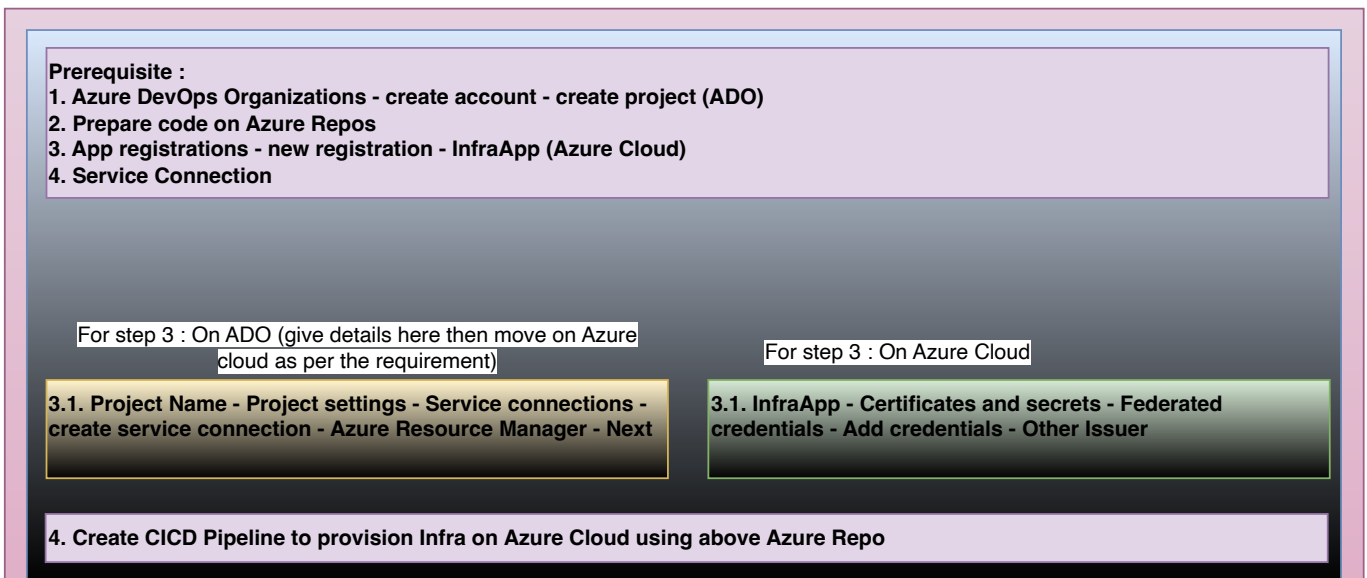 Prerequisite :
1. Azure DevOps Organizations - create account - create project (ADO)
2. Prepare code on Azure Repos
3. App registrations - new registration - InfraApp (Azure Cloud)
4. Service Connection
For step 3 : On ADO (give details here then move on Azure
cloud as per the requirement)
For step 3 : On Azure Cloud
3.1. Project Name - Project settings - Service connections -
create service connection - Azure Resource Manager - Next
3.1. InfraApp - Certificates and secrets - Federated
credentials - Add credentials - Other Issuer
4. Create CICD Pipeline to provision Infra on Azure Cloud using above Azure Repo